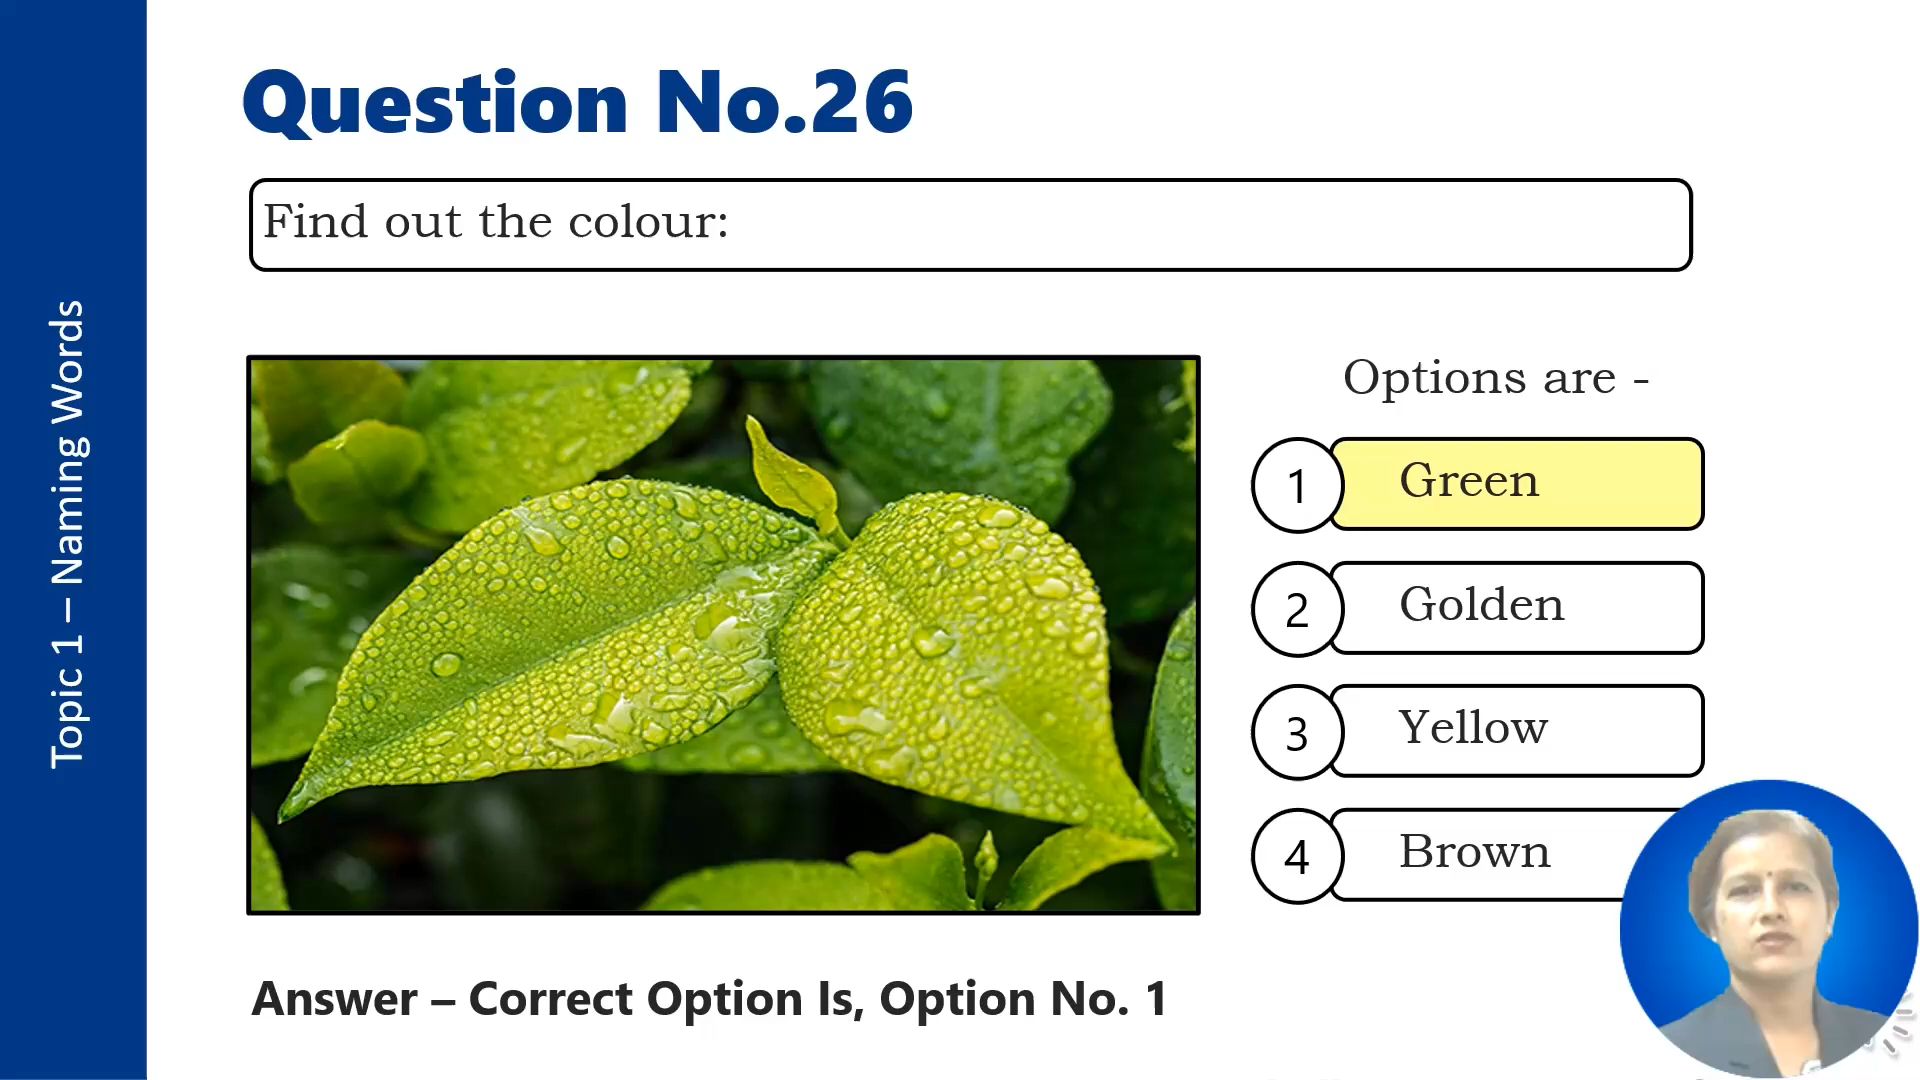 Topic 1 – Naming Words
Question No.26
Find out the colour:
Options are -
1 Green
2 Golden
3 Yellow
4 Brown
Answer – Correct Option Is, Option No. 1